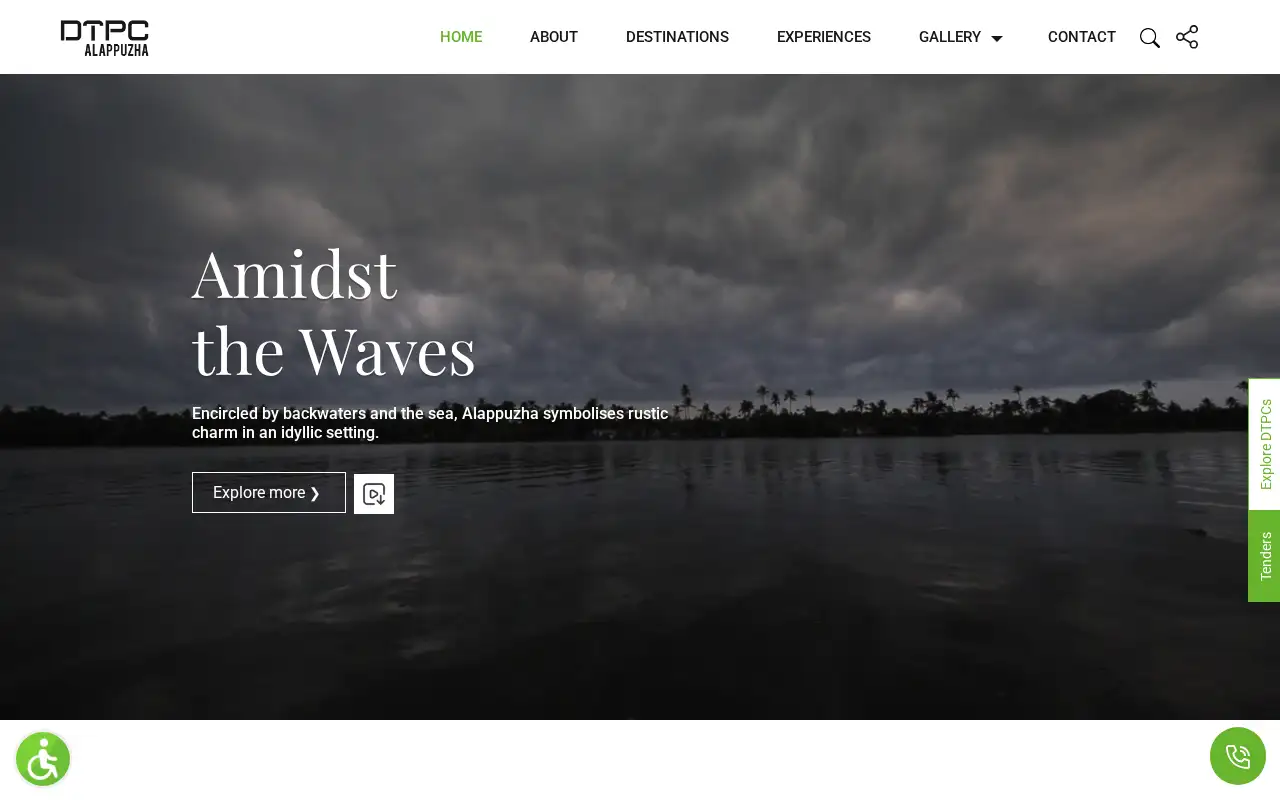 DTPC
ALAPPUZHA
HOME
ABOUT
DESTINATIONS
EXPERIENCES
GALLERY
CONTACT
Amidst
the Waves
Encircled by backwaters and the sea, Alappuzha symbolises rustic
charm in an idyllic setting.
Explore more ❯
Explore DTPCs
Tenders